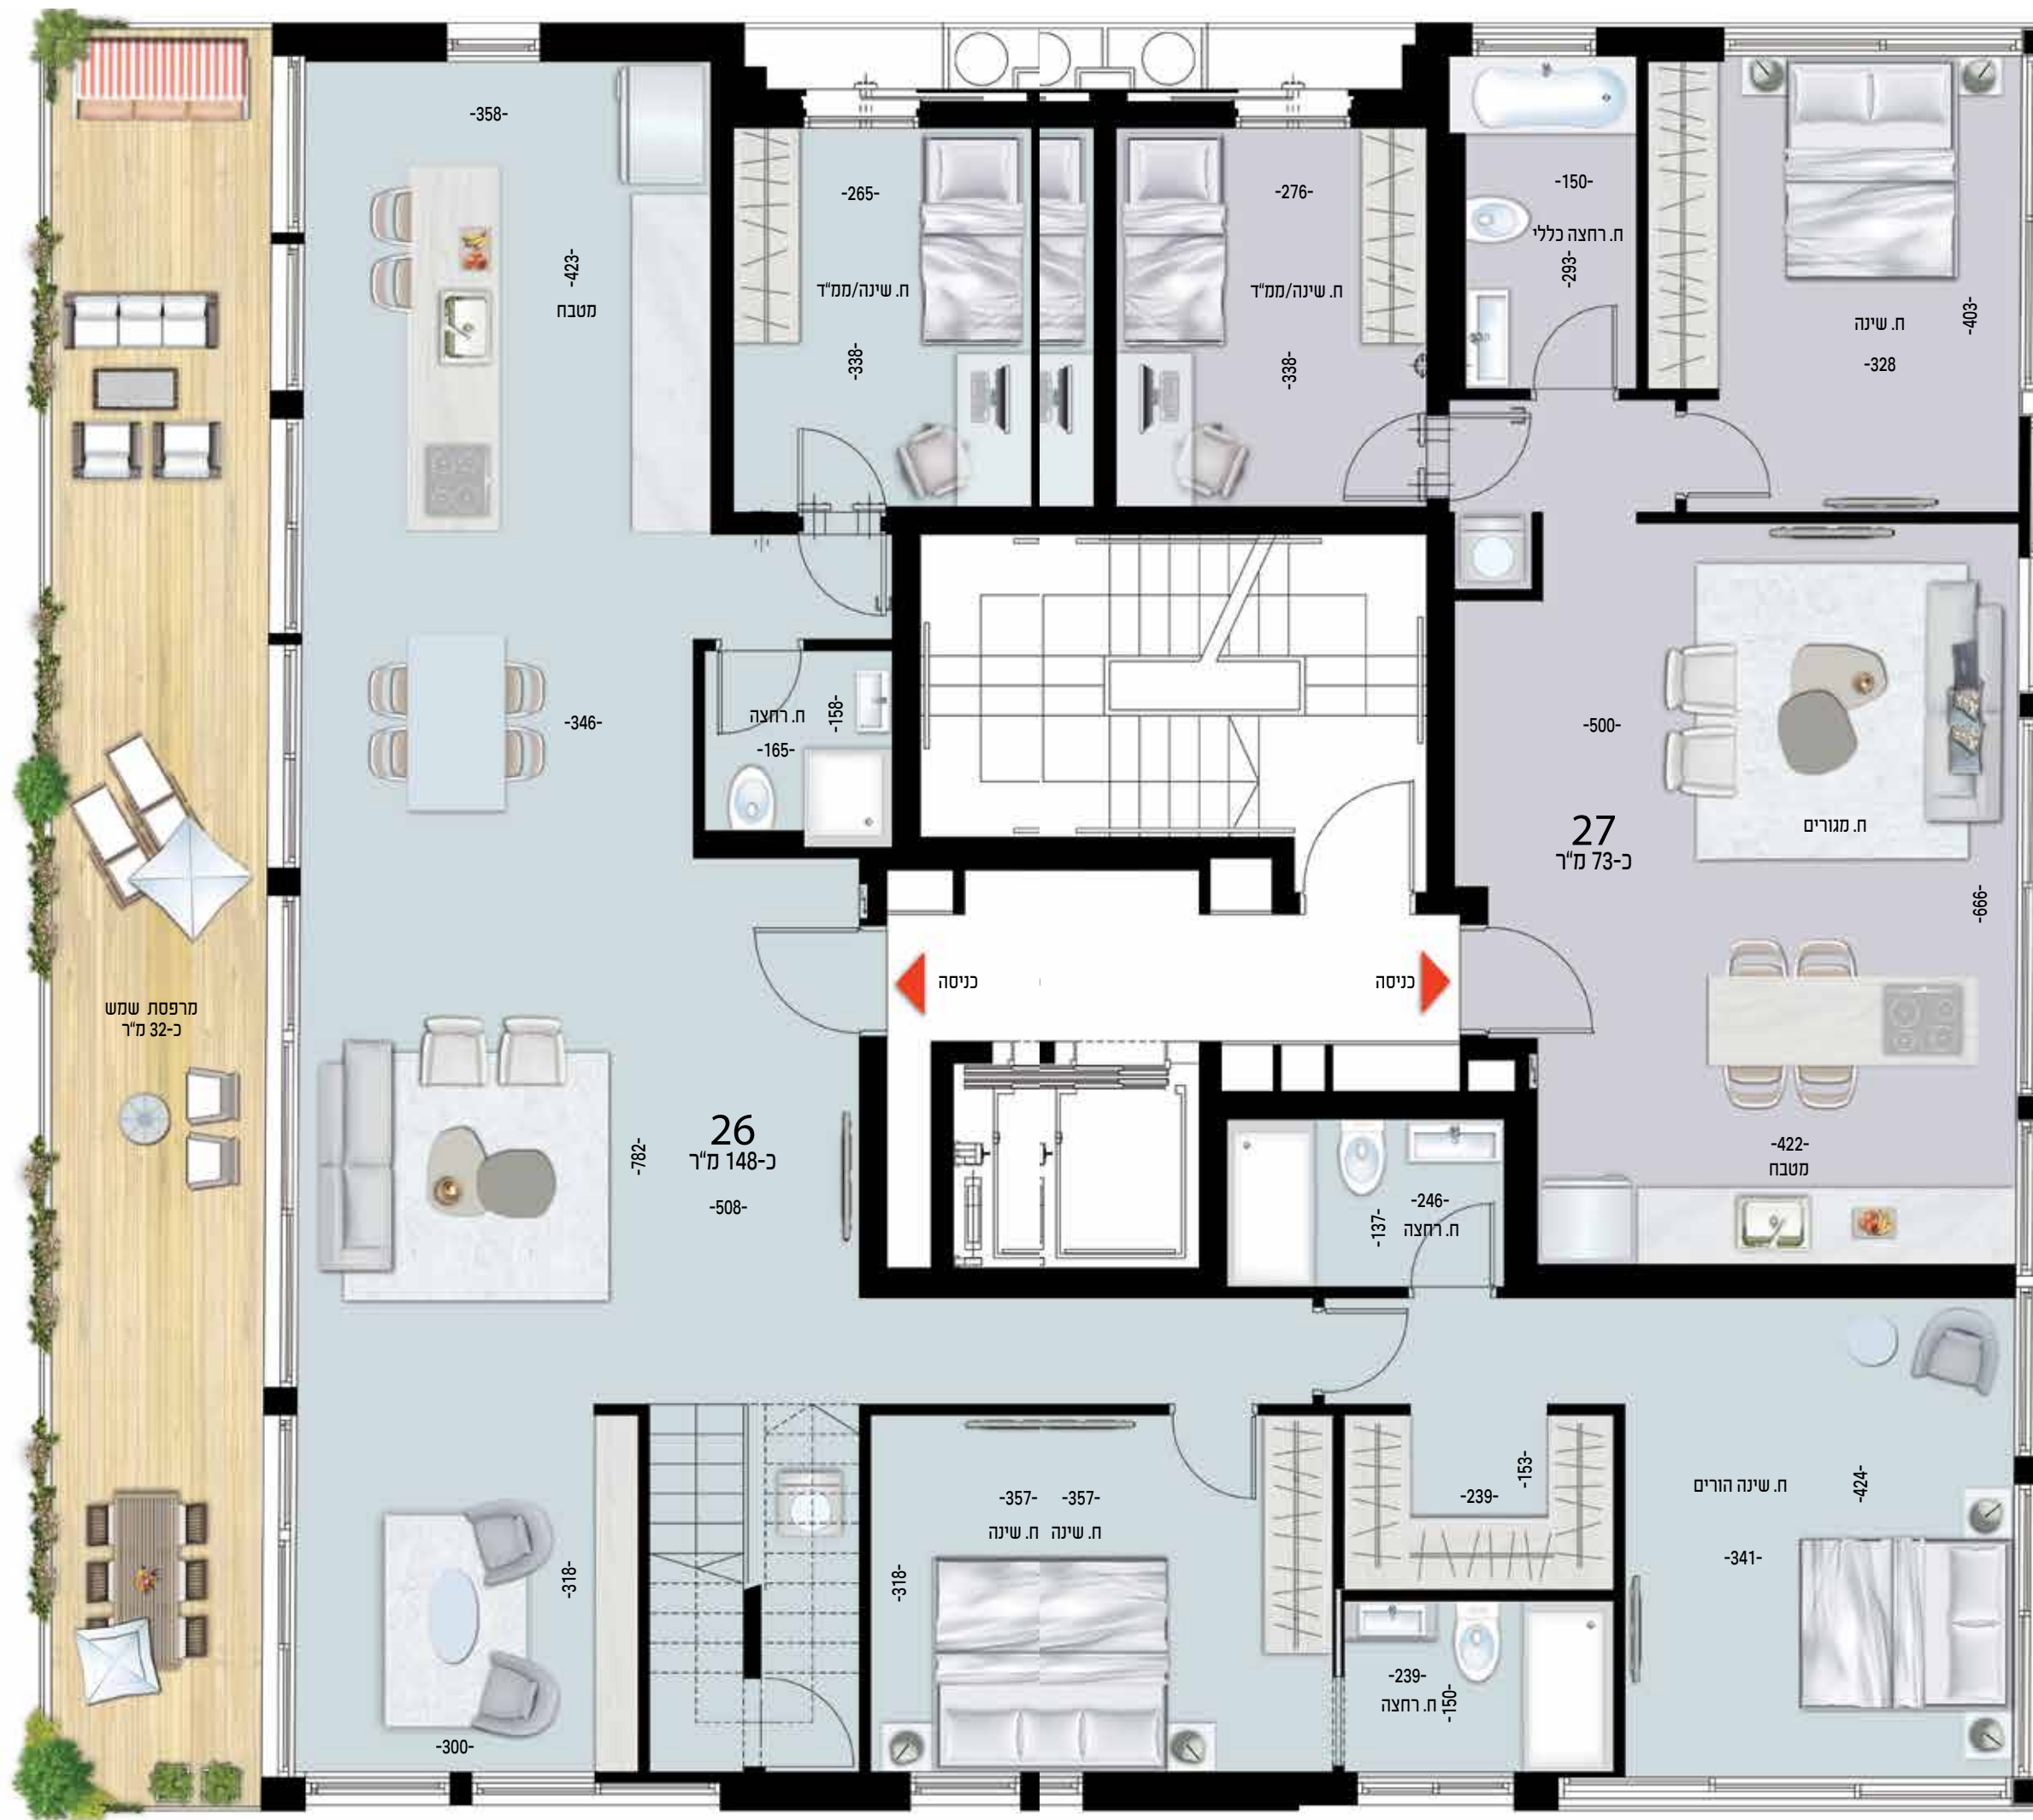 -358-
-423-
מטבח
-265-
ח. שינה/ממ"ד
-338-
-276-
ח. שינה/ממ"ד
-338-
-150-
ח. רחצה כללי
-293-
ח. שינה
-403-
-328
-346-
ח. רחצה
-158-
-165-
-500-
27
כ-73 מ"ר
ח. מגורים
-666-
כניסה
כניסה
מרפסת שמש
כ-32 מ"ר
26
כ-148 מ"ר
-782-
-508-
-422-
מטבח
-246-
-137-
ח. רחצה
-318-
-300-
-357- -357-
ח. שינה ח. שינה
-318-
-153-
-239-
ח. שינה הורים
-424-
-341-
-239-
ח. רחצה
-150-